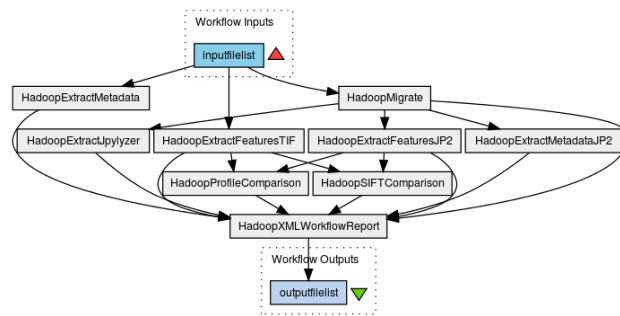 Workflow Inputs
inputfilelist
HadoopExtractMetadata
HadoopMigrate
HadoopExtractJpylyzer
HadoopExtractFeaturesTIF
HadoopExtractFeaturesJP2
HadoopExtractMetadataJP2
HadoopProfileComparison
HadoopSIFTComparison
HadoopXMLWorkflowReport
Workflow Outputs
outputfilelist